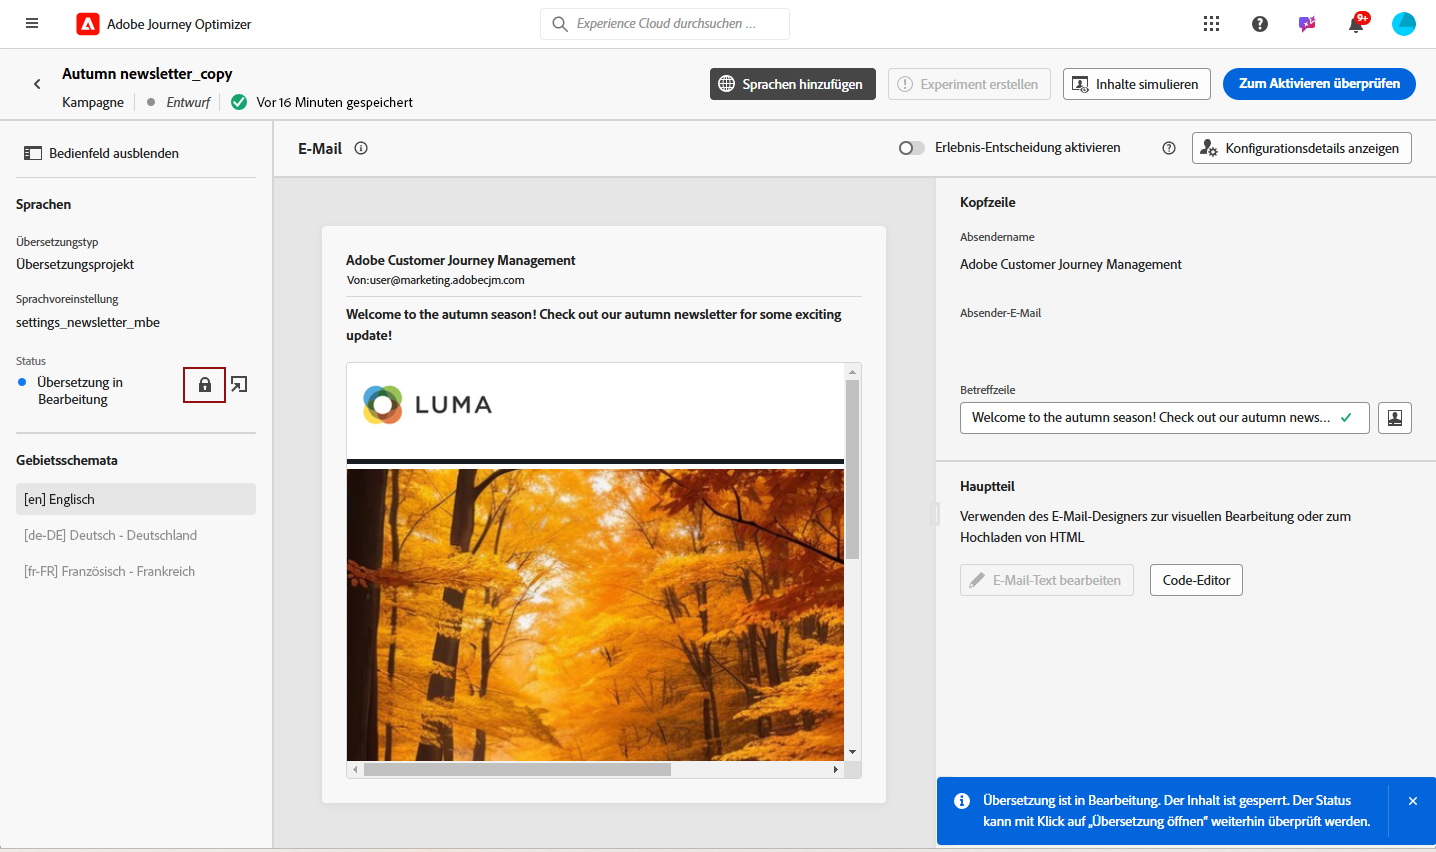 Adobe Journey Optimizer
Experience Cloud durchsuchen ...
9+
Autumn newsletter_copy
Kampagne
Entwurf
Vor 16 Minuten gespeichert
Sprachen hinzufügen
Experiment erstellen
Inhalte simulieren
Zum Aktivieren überprüfen
Bedienfeld ausblenden
Sprachen
Übersetzungstyp
Übersetzungsprojekt
Sprachvoreinstellung
settings_newsletter_mbe
Status
Übersetzung in
Bearbeitung
Gebietsschemata
[en] Englisch
[de-DE] Deutsch - Deutschland
[fr-FR] Französisch - Frankreich
E-Mail
Erlebnis-Entscheidung aktivieren
Konfigurationsdetails anzeigen
Adobe Customer Journey Management
Von:user@marketing.adobecjm.com
Welcome to the autumn season! Check out our autumn newsletter for some exciting
update!
LUMA
Kopfzeile
Absendername
Adobe Customer Journey Management
Absender-E-Mail
Betreffzeile
Welcome to the autumn season! Check out our autumn news...
Hauptteil
Verwenden des E-Mail-Designers zur visuellen Bearbeitung oder zum
Hochladen von HTML
E-Mail-Text bearbeiten
Code-Editor
Übersetzung ist in Bearbeitung. Der Inhalt ist gesperrt. Der Status
kann mit Klick auf „Übersetzung öffnen" weiterhin überprüft werden.